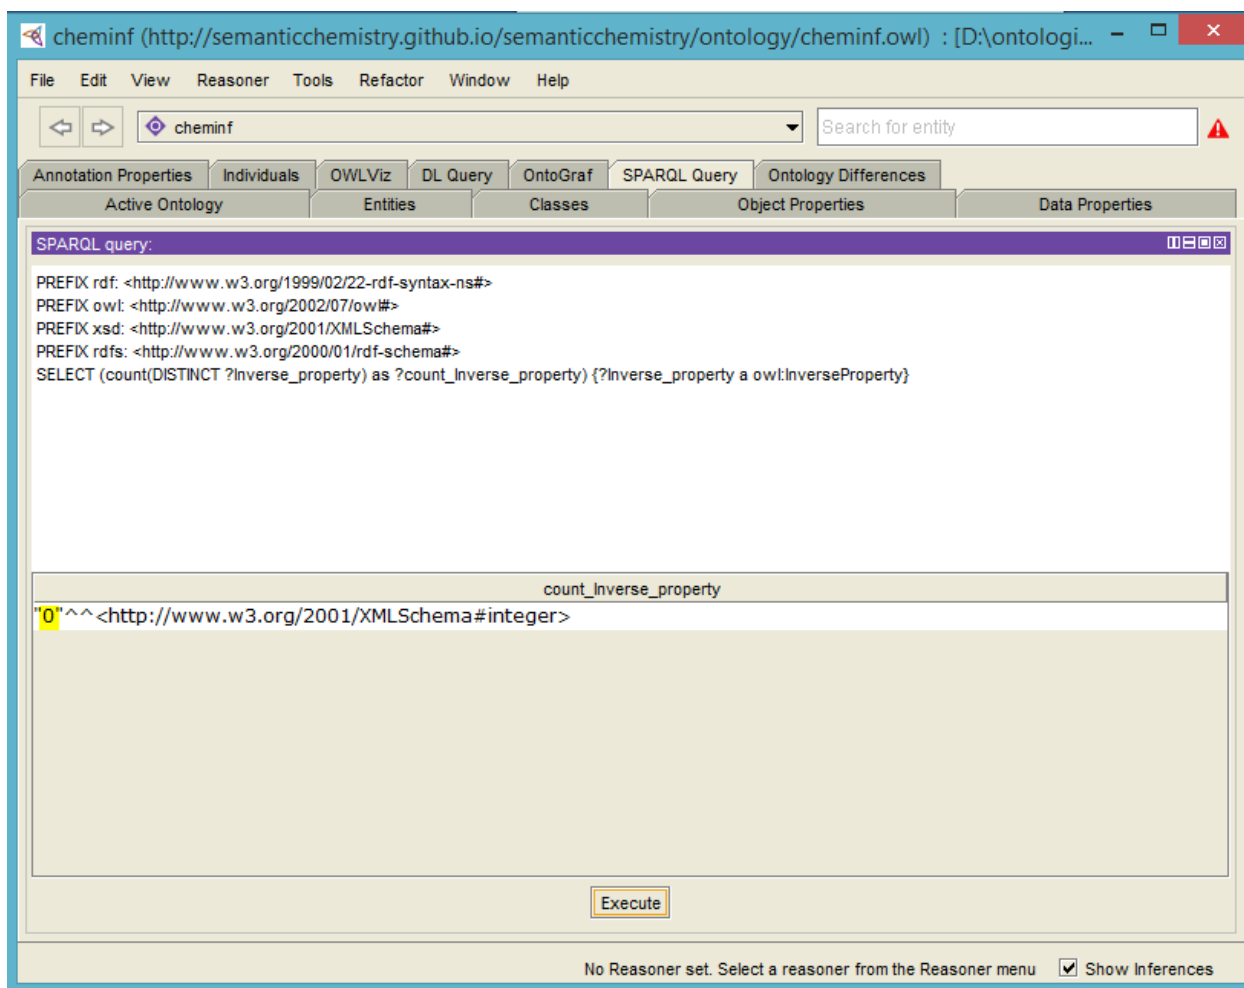 cheminf (http://semanticchemistry.github.io/semanticchemistry/ontology/cheminf.owl) : [D:\ontologi...
File Edit View Reasoner Tools Refactor Window Help
cheminf
Search for entity
Annotation Properties Individuals OWLViz DL Query OntoGraf SPARQL Query Ontology Differences
Active Ontology Entities Classes Object Properties Data Properties
SPARQL query:
PREFIX rdf: <http://www.w3.org/1999/02/22-rdf-syntax-ns#>
PREFIX owl: <http://www.w3.org/2002/07/owl#>
PREFIX xsd: <http://www.w3.org/2001/XMLSchema#>
PREFIX rdfs: <http://www.w3.org/2000/01/rdf-schema#>
SELECT (count(DISTINCT ?Inverse_property) as ?count_Inverse_property) {?Inverse_property a owl:InverseProperty}
count_Inverse_property
"0"^^<http://www.w3.org/2001/XMLSchema#integer>
Execute
No Reasoner set. Select a reasoner from the Reasoner menu Show Inferences